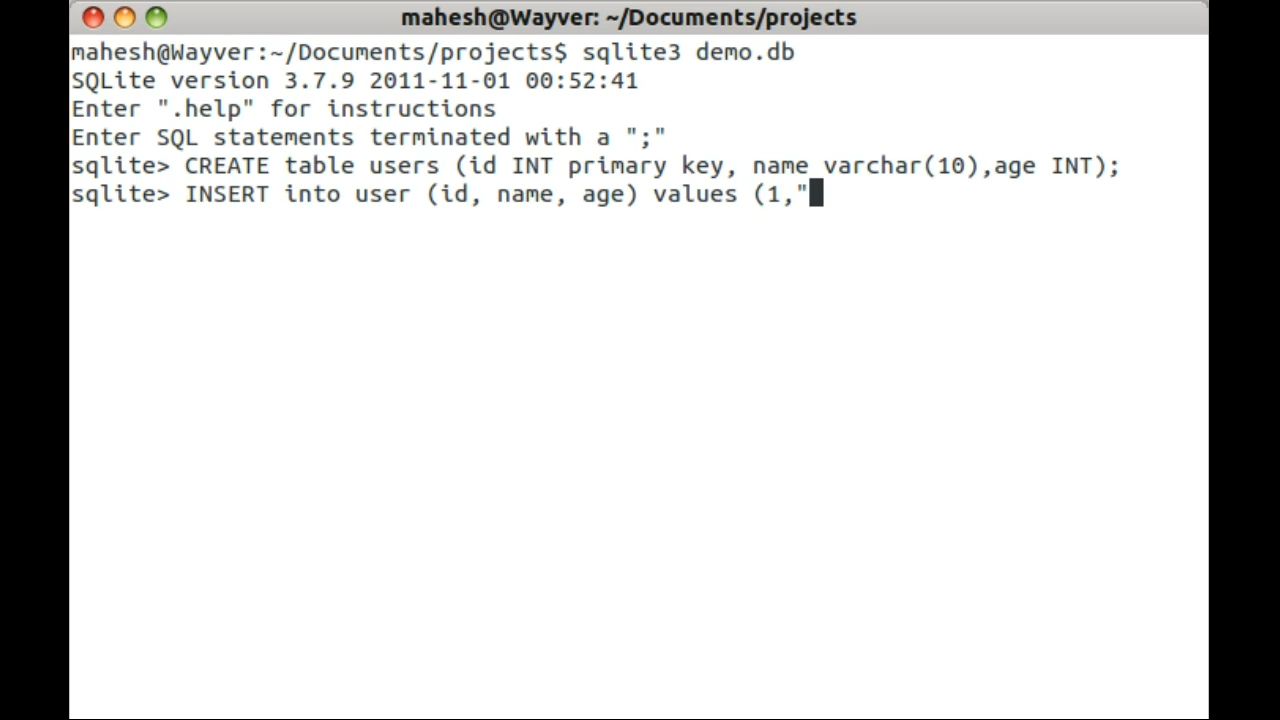 mahesh@Wayver: ~/Documents/projects
mahesh@Wayver:~/Documents/projects$ sqlite3 demo.db
SQLite version 3.7.9 2011-11-01 00:52:41
Enter ".help" for instructions
Enter SQL statements terminated with a ";"
sqlite> CREATE table users (id INT primary key, name varchar(10),age INT);
sqlite> INSERT into user (id, name, age) values (1,"